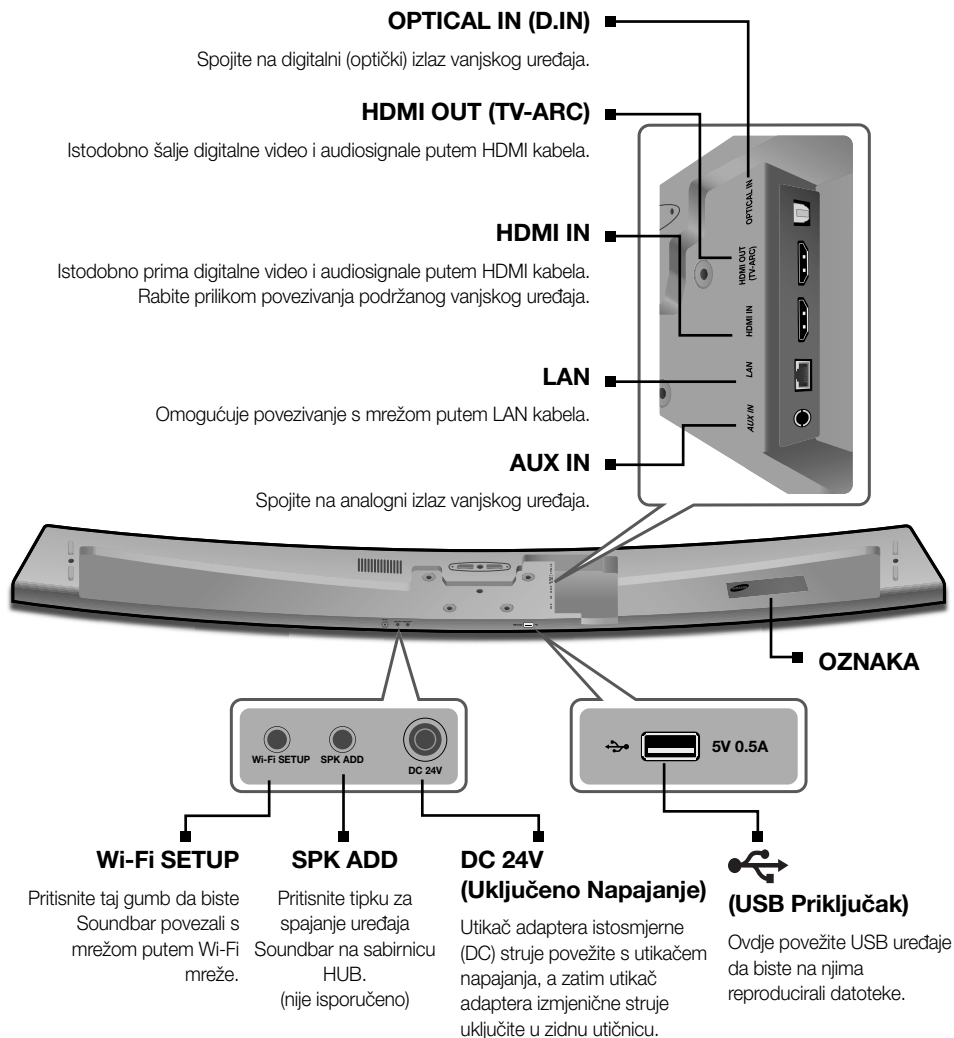 OPTICAL IN (D.IN)
Spojite na digitalni (optički) izlaz vanjskog uređaja.
HDMI OUT (TV-ARC)
Istodobno šalje digitalne video i audiosignale putem HDMI kabela.
HDMI IN
Istodobno prima digitalne video i audiosignale putem HDMI kabela.
Rabite prilikom povezivanja podržanog vanjskog uređaja.
LAN
Omogućuje povezivanje s mrežom putem LAN kabela.
AUX IN
Spojite na analogni izlaz vanjskog uređaja.
OPTICAL IN
HDMI OUT
(TV-ARC)
HDMI IN
LAN
AUX IN
OZNAKA
Wi-Fi SETUP
SPK ADD
DC 24V
5V 0.5A
Wi-Fi SETUP
Pritisnite taj gumb da biste
Soundbar povezali s
mrežom putem Wi-Fi
mreže.
SPK ADD
Pritisnite tipku za
spajanje uređaja
Soundbar na sabirnicu
HUB.
(nije isporučeno)
DC 24V
(Uključeno Napajanje)
Utikač adaptera istosmjerne
(DC) struje povežite s utikačem
napajanja, a zatim utikač
adaptera izmjenične struje
uključite u zidnu utičnicu.
(USB Priključak)
Ovdje povežite USB uređaje
da biste na njima
reproducirali datoteke.